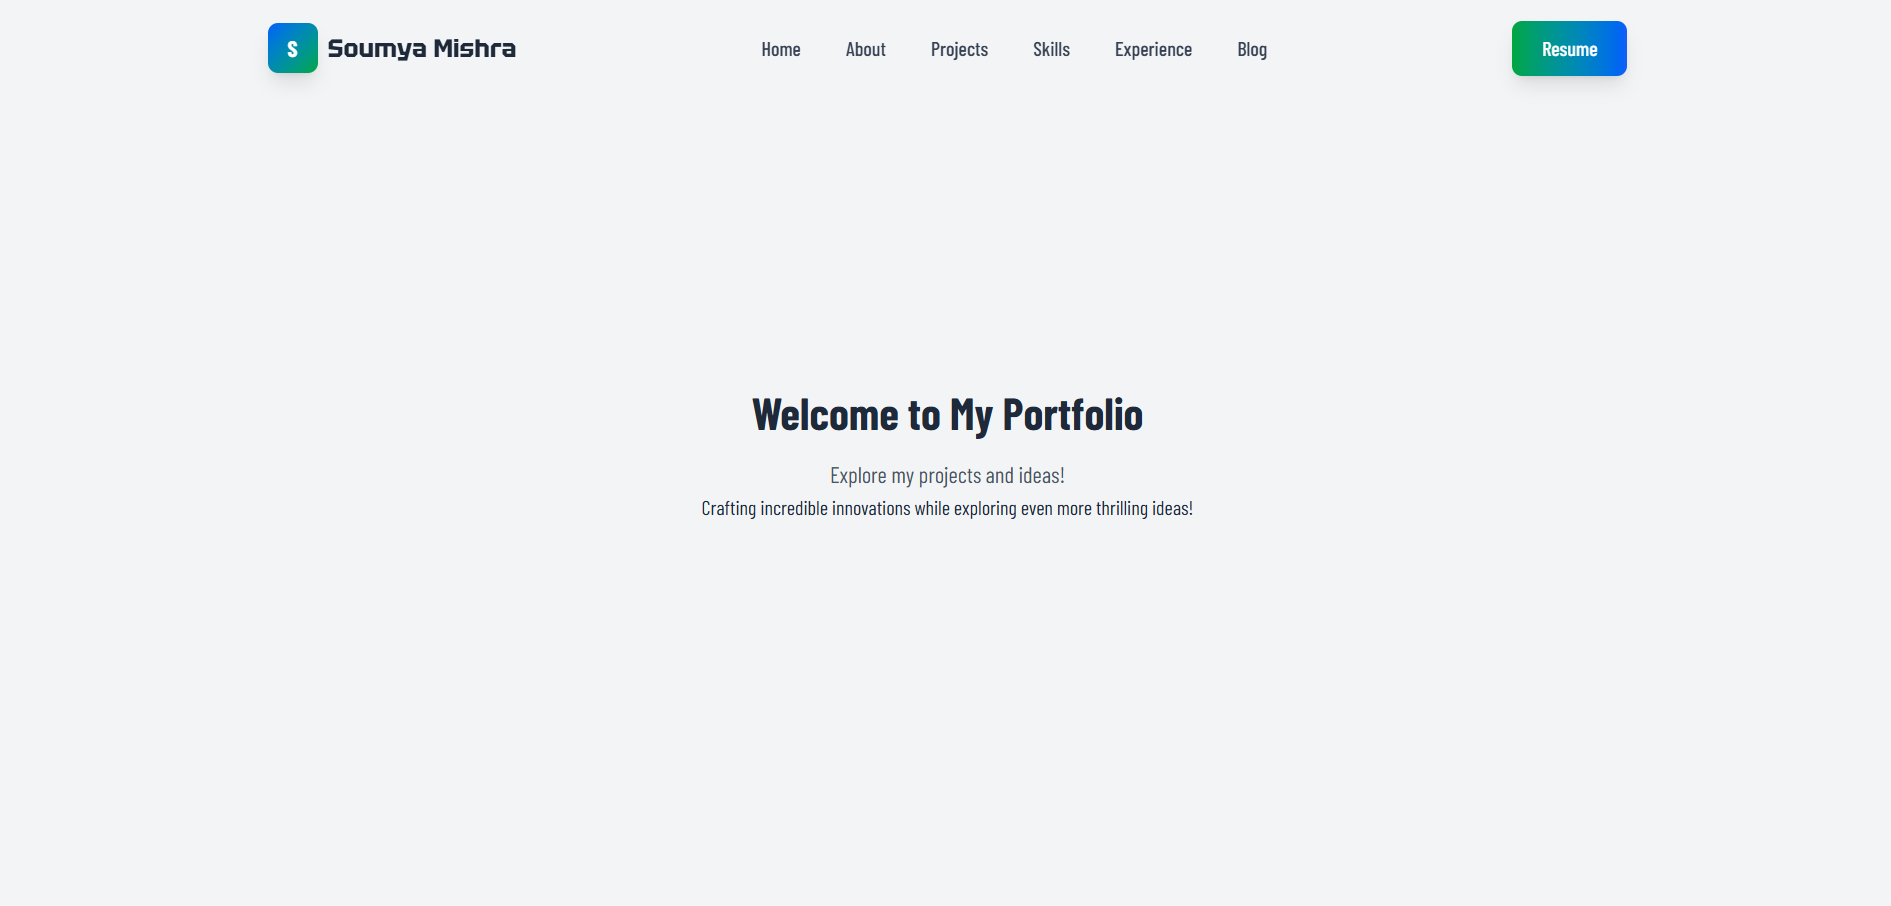 S Soumya Mishra Home About Projects Skills Experience Blog Resume
Welcome to My Portfolio
Explore my projects and ideas!
Crafting incredible innovations while exploring even more thrilling ideas!